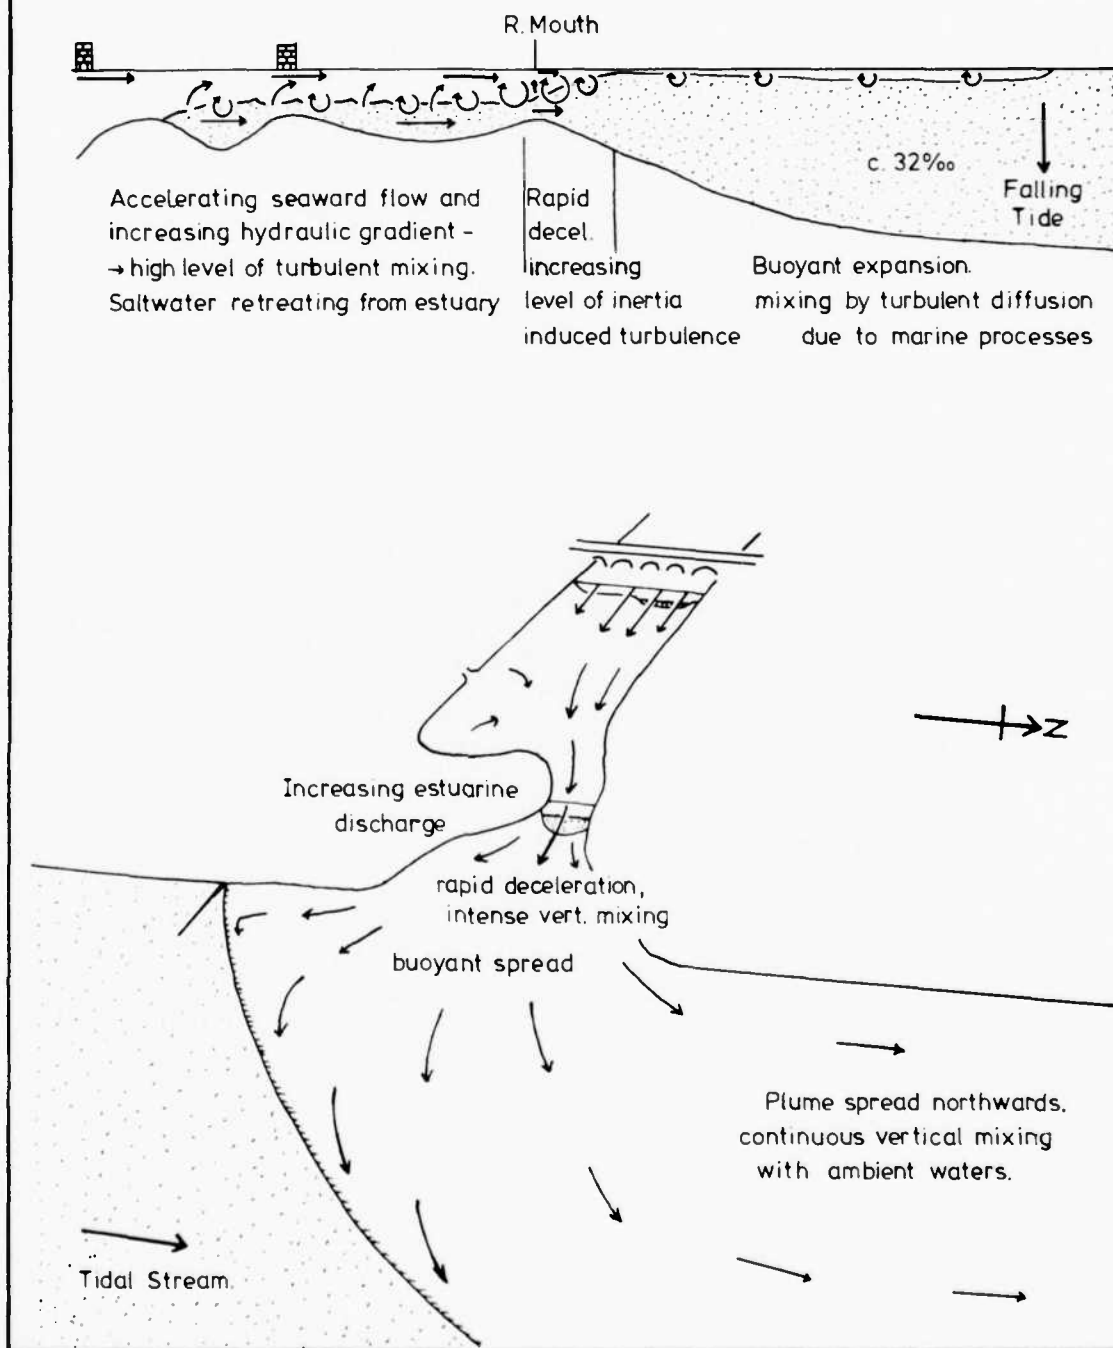 R. Mouth
c. 32‰
Falling
Tide
Accelerating seaward flow and
increasing hydraulic gradient -
→ high level of turbulent mixing.
Saltwater retreating from estuary
Rapid
decel.
increasing
level of inertia
induced turbulence
Buoyant expansion.
mixing by turbulent diffusion
due to marine processes
N
Increasing estuarine
discharge
rapid deceleration,
intense vert. mixing
buoyant spread
Plume spread northwards.
continuous vertical mixing
with ambient waters.
Tidal Stream.